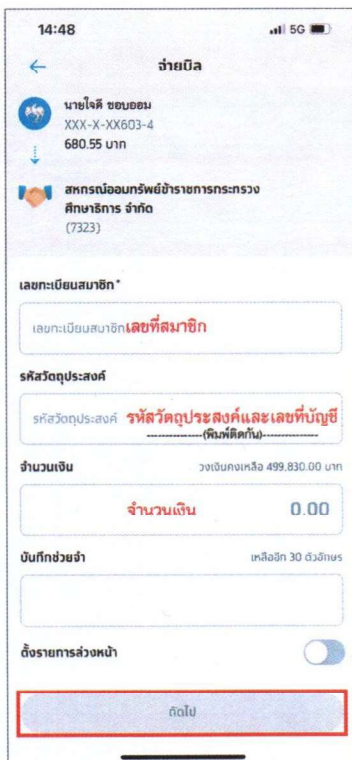 14:48
5G
จ่ายบิล
นายใจดี ชอบออม
XXX-X-XX603-4
680.55 บาท
สหกรณ์ออมทรัพย์ข้าราชการกระทรวง
ศึกษาธิการ จำกัด
(7323)
เลขทะเบียนสมาชิก*
เลขทะเบียนสมาชิก เลขที่สมาชิก
รหัสวัตถุประสงค์
รหัสวัตถุประสงค์ รหัสวัตถุประสงค์และเลขที่บัญชี
---------------(พิมพ์ติดกัน)---------------
จำนวนเงิน วงเงินคงเหลือ 499,830.00 บาท
จำนวนเงิน 0.00
บันทึกช่วยจำ เหลืออีก 30 ตัวอักษร
ตั้งรายการล่วงหน้า
ถัดไป